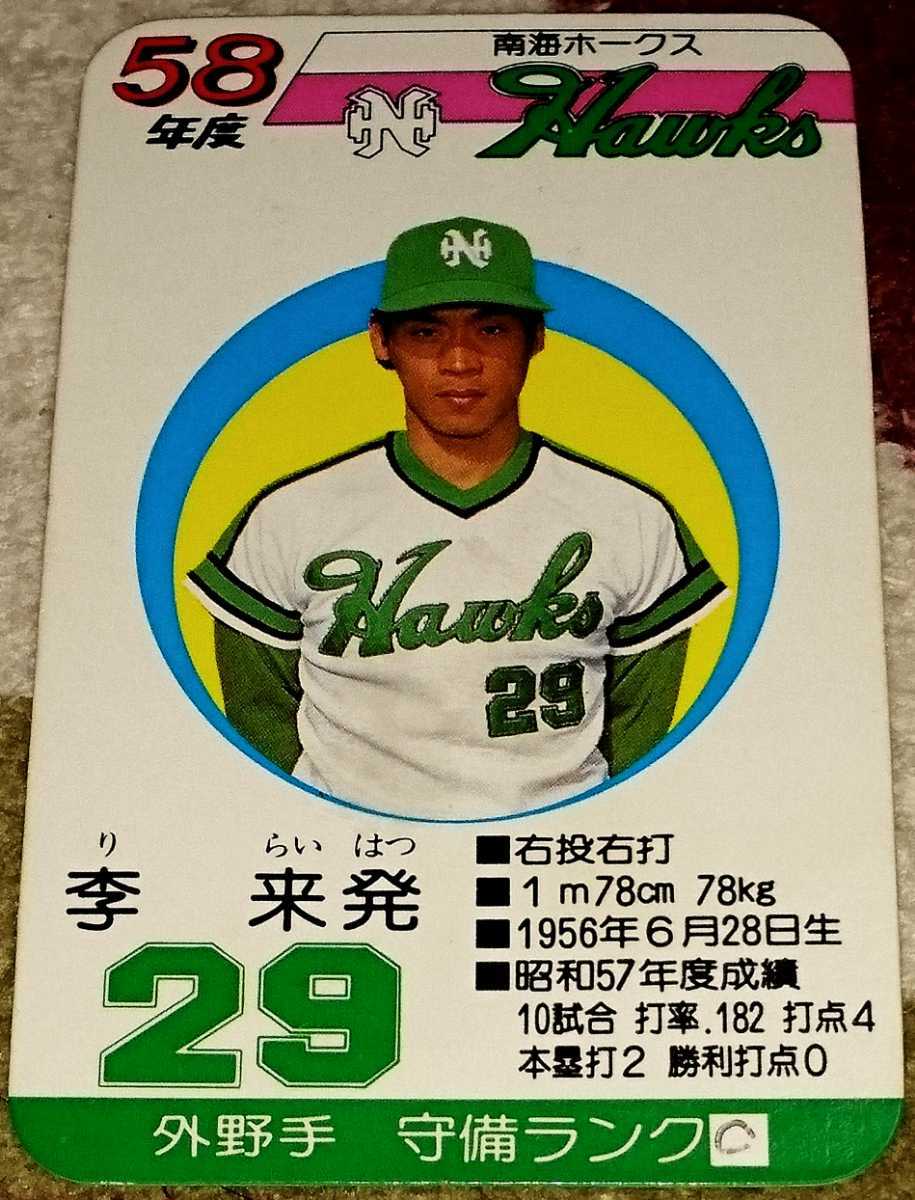 58
年度
南海ホークス
N
Hawks
N
Hawks
29
り らい はつ
李 来発
29
■右投右打
■1m78cm 78kg
■1956年6月28日生
■昭和57年度成績
10試合 打率.182 打点4
本塁打2 勝利打点0
外野手 守備ランクC